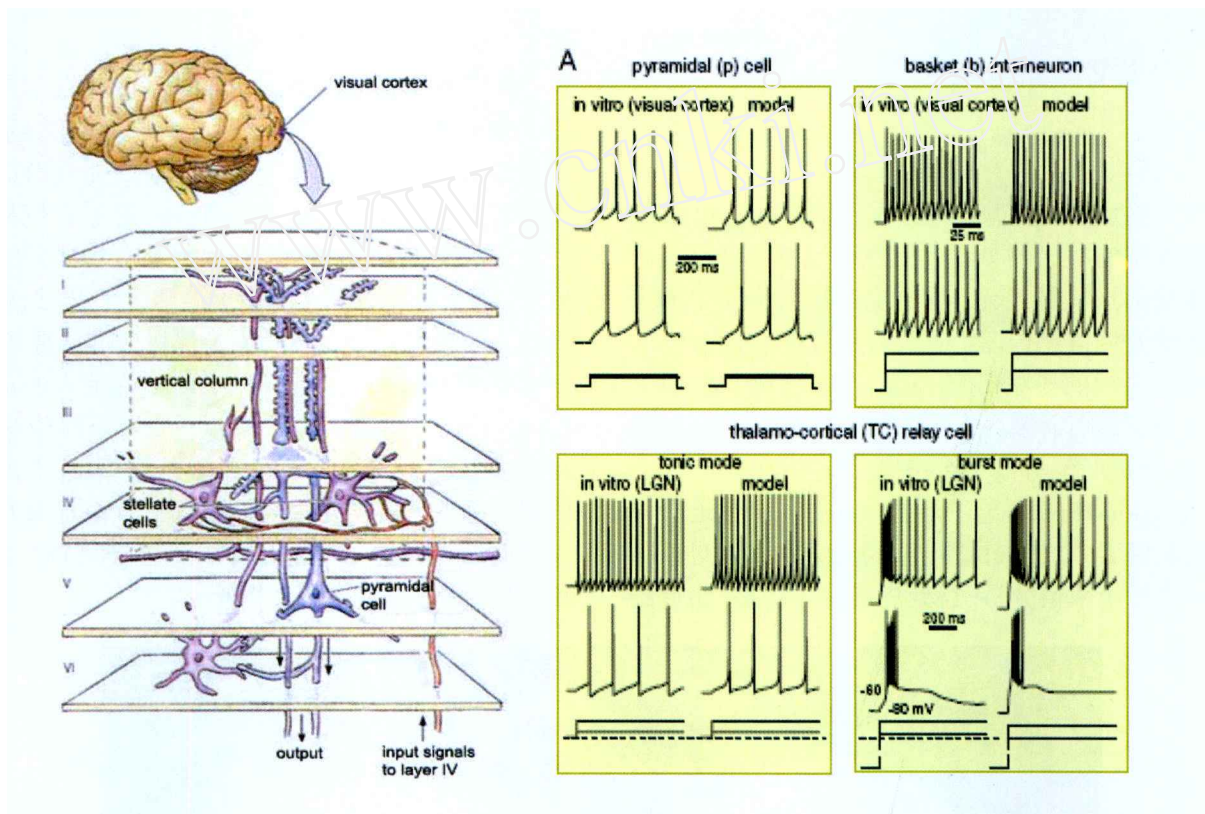 visual cortex
I
II
vertical column
III
stellate
cells
IV
V
pyramidal
cell
VI
output
input signals
to layer IV
A
pyramidal (p) cell
in vitro (visual cortex) model
200 ms
basket (b) interneuron
in vitro (visual cortex) model
25 ms
thalamo-cortical (TC) relay cell
tonic mode
in vitro (LGN) model
burst mode
in vitro (LGN) model
200 ms
-60
-80 mV
www.cnki.net